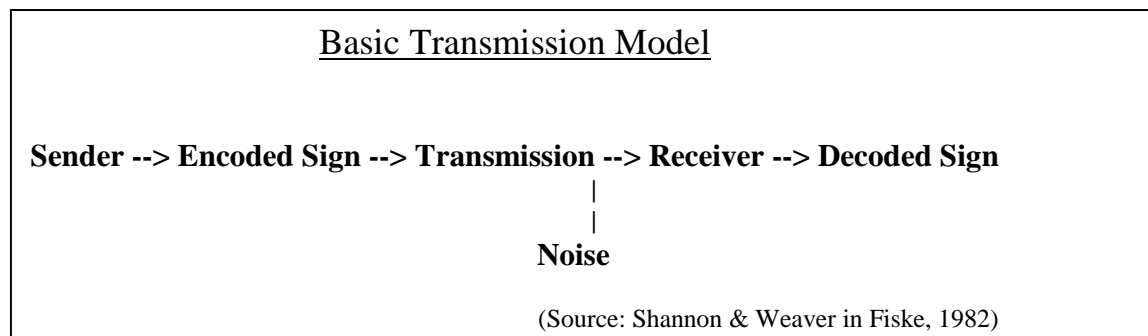 Basic Transmission Model
Sender --> Encoded Sign --> Transmission --> Receiver --> Decoded Sign
|
|
Noise
(Source: Shannon & Weaver in Fiske, 1982)